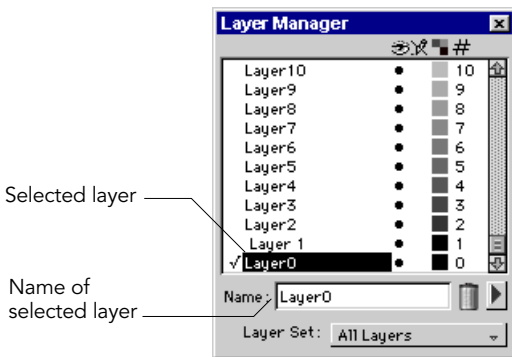 Layer Manager
#
Layer10 10
Layer9 9
Layer8 8
Layer7 7
Layer6 6
Layer5 5
Layer4 4
Layer3 3
Layer2 2
Layer 1 1
√ Layer0 0
Name: Layer0
Layer Set: All Layers
Selected layer
Name of
selected layer